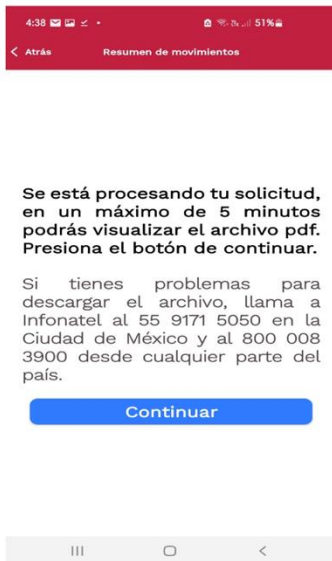 4:38 51%
Atrás Resumen de movimientos
Se está procesando tu solicitud,
en un máximo de 5 minutos
podrás visualizar el archivo pdf.
Presiona el botón de continuar.
Si tienes problemas para
descargar el archivo, llama a
Infonatel al 55 9171 5050 en la
Ciudad de México y al 800 008
3900 desde cualquier parte del
país.
Continuar